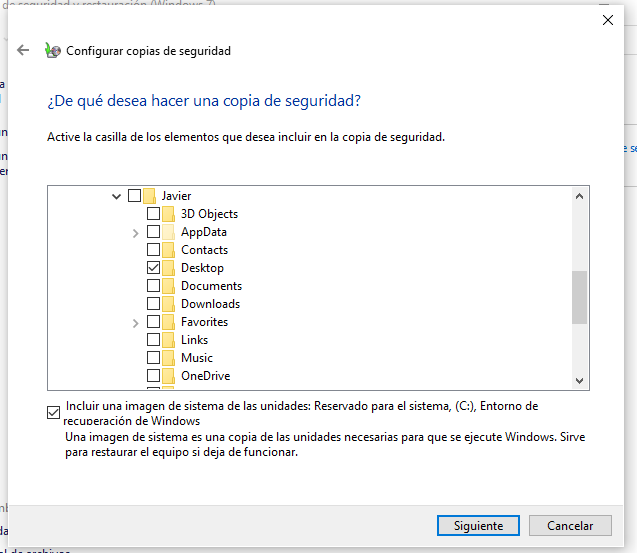 de seguridad y restauración (Windows 7)
Configurar copias de seguridad
¿De qué desea hacer una copia de seguridad?
Active la casilla de los elementos que desea incluir en la copia de seguridad.
Javier
3D Objects
AppData
Contacts
Desktop
Documents
Downloads
Favorites
Links
Music
OneDrive
Incluir una imagen de sistema de las unidades: Reservado para el sistema, (C:), Entorno de
recuperación de Windows
Una imagen de sistema es una copia de las unidades necesarias para que se ejecute Windows. Sirve
para restaurar el equipo si deja de funcionar.
Siguiente
Cancelar